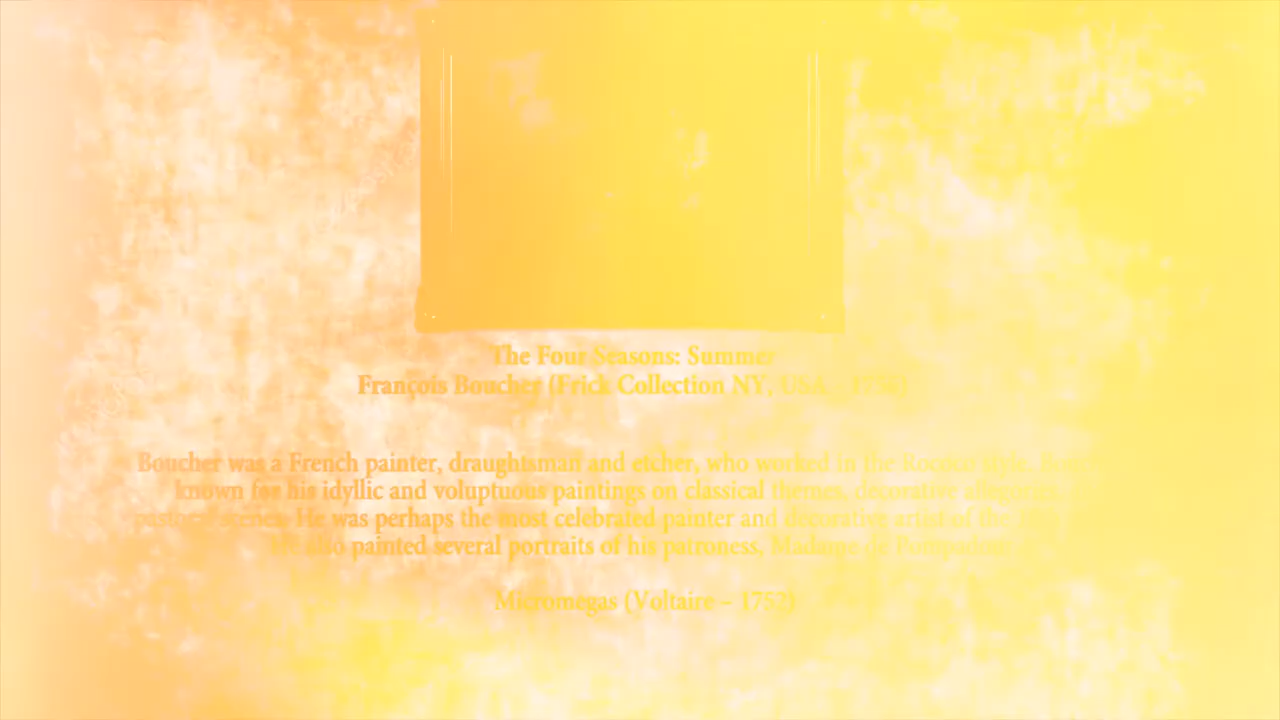 The Four Seasons: Summer
François Boucher (Frick Collection NY, USA - 1752)
Boucher was a French painter, draughtsman and etcher, who worked in the Rococo style.
known for his idyllic and voluptuous paintings on classical themes, decorative
pastoral scenes. He was perhaps the most celebrated painter and decorative artist of the
He also painted several portraits of his patroness, Madame de Pompadour
Micromegas (Voltaire – 1752)